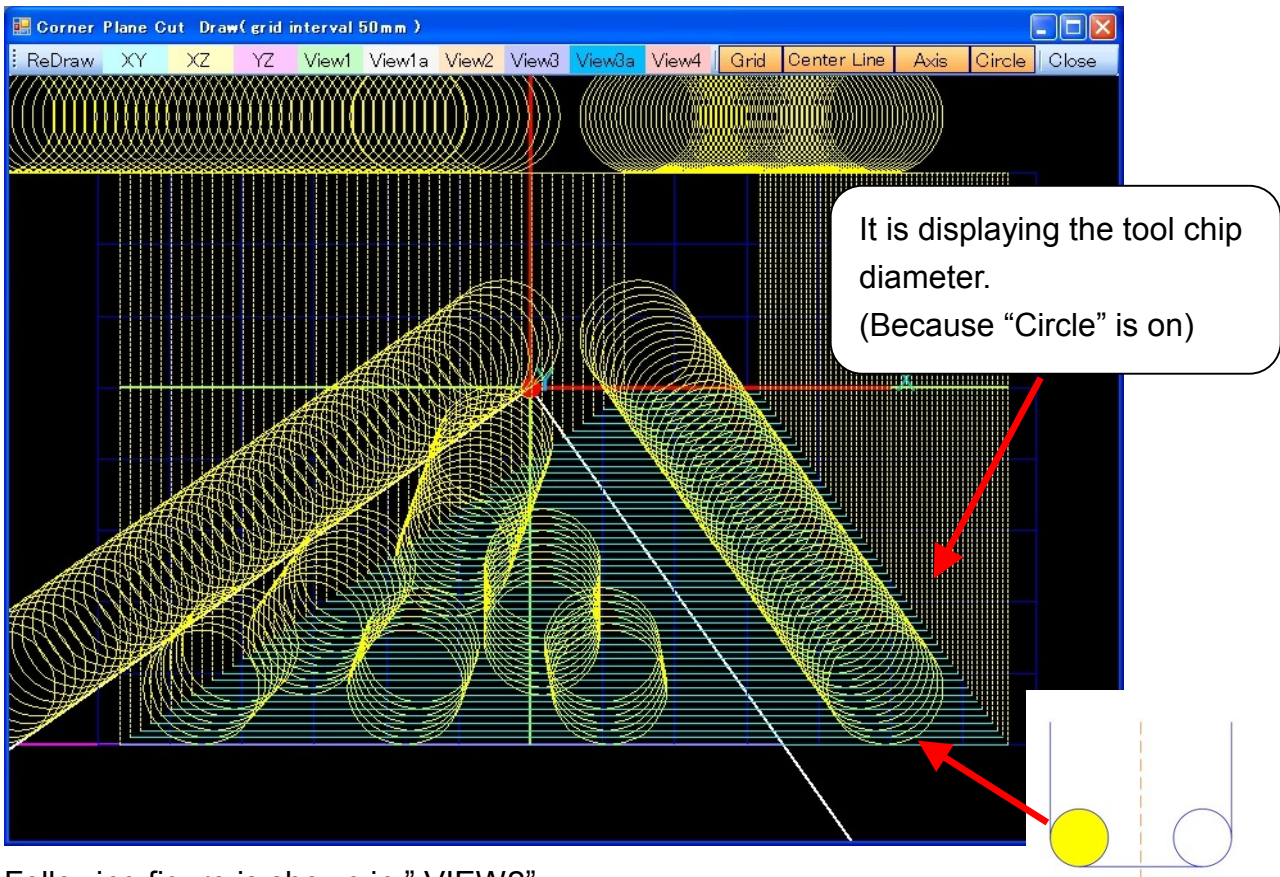 Corner Plane Cut Draw( grid interval 50mm )
ReDraw XY XZ YZ View1 View1a View2 View3 View3a View4 Grid Center Line Axis Circle Close
It is displaying the tool chip
diameter.
(Because “Circle” is on)
Y X